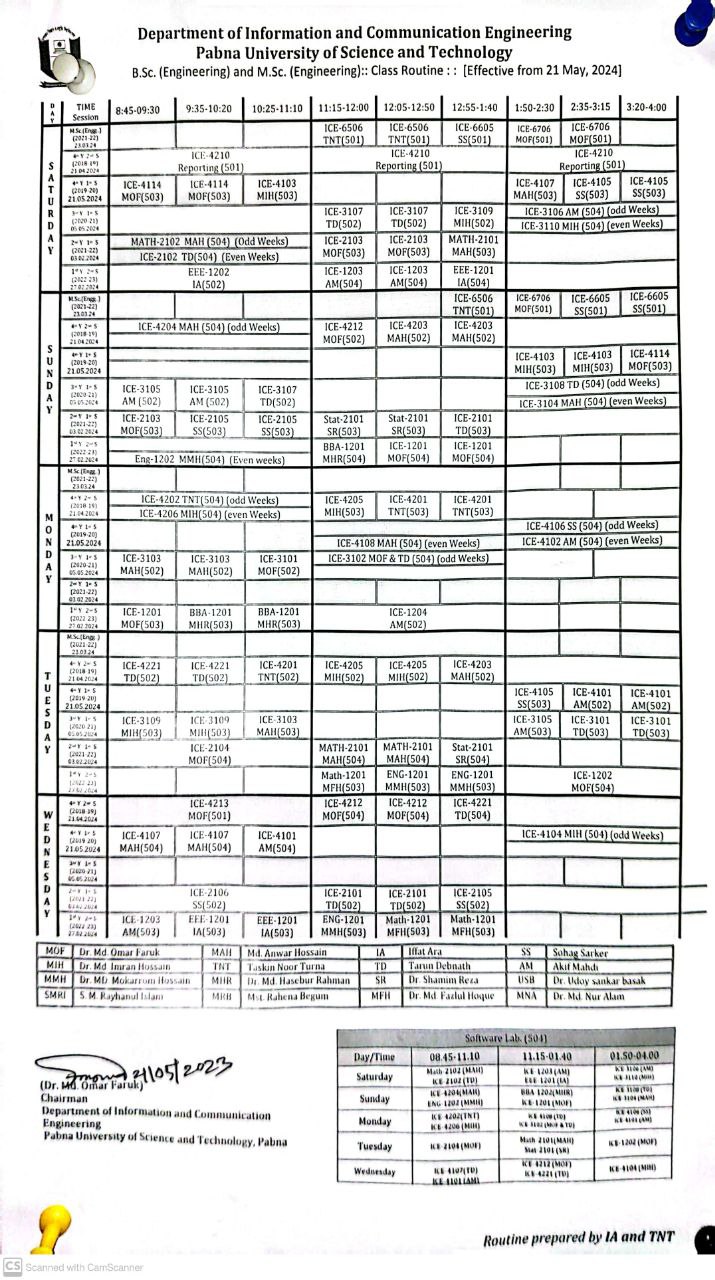 Department of Information and Communication Engineering
Pabna University of Science and Technology
B.Sc. (Engineering) and M.Sc. (Engineering):: Class Routine : : [Effective from 21 May, 2024]
DAY TIME Session 8:45-09:30 9:35-10:20 10:25-11:10 11:15-12:00 12:05-12:50 12:55-1:40 1:50-2:30 2:35-3:15 3:20-4:00
SATURDAY
M.Sc.(Engg.) ICE-6506 ICE-6506 ICE-6605 ICE-6706 ICE-6706
(2021-22) TNT(501) TNT(501) SS(501) MOF(503) MOF(501)
23.03.24
4th Y 2nd S ICE-4210 ICE-4210 ICE-4210
(2018-19) Reporting (501) Reporting (501) Reporting (501)
21.04.2024
4th Y 1st S ICE-4114 ICE-4114 ICE-4103 ICE-4107 ICE-4105 ICE-4105
(2019-20) MOF(503) MOF(503) MIH(503) MAH(503) SS(503) SS(503)
21.05.2024
3rd Y 1st S ICE-3107 ICE-3107 ICE-3109 ICE-3106 AM (504) (odd Weeks)
(2020-21) TD(502) TD(502) MIH(502) ICE-3110 MIH (504) (even Weeks)
05.05.2024
2nd Y 1st S MATH-2102 MAH (504) (Odd Weeks) ICE-2103 ICE-2103 MATH-2101
(2021-22) ICE-2102 TD(504) (Even Weeks) MOF(503) MOF(503) MAH(503)
03.02.2024
1st Y 2nd S EEE-1202 ICE-1203 ICE-1203 EEE-1201
(2022-23) IA(502) AM(504) AM(504) IA(504)
27.02.2024
SUNDAY
M.Sc.(Engg.) ICE-6506 ICE-6706 ICE-6605 ICE-6605
(2021-22) TNT(501) MOF(501) SS(501) SS(501)
23.03.24
4th Y 2nd S ICE-4204 MAH (504) (odd Weeks) ICE-4212 ICE-4203 ICE-4203
(2018-19) MOF(502) MAH(502) MAH(502)
21.04.2024
4th Y 1st S ICE-4103 ICE-4103 ICE-4114
(2019-20) MIH(503) MIH(503) MOF(503)
21.05.2024
3rd Y 1st S ICE-3105 ICE-3105 ICE-3107 ICE-3108 TD (504) (odd Weeks)
(2020-21) AM (502) AM (502) TD(502) ICE-3104 MAH (504) (even Weeks)
05.05.2024
2nd Y 1st S ICE-2103 ICE-2105 ICE-2105 Stat-2101 Stat-2101 ICE-2101
(2021-22) MOF(503) SS(503) SS(503) SR(503) SR(503) TD(503)
03.02.2024
1st Y 2nd S BBA-1201 ICE-1201 ICE-1201
(2022-23) Eng-1202 MMH(504) (Even weeks) MHR(504) MOF(504) MOF(504)
27.02.2024
MONDAY
M.Sc.(Engg.)
(2021-22)
23.03.24
4th Y 2nd S ICE-4202 TNT(504) (odd Weeks) ICE-4205 ICE-4201 ICE-4201
(2018-19) ICE-4206 MIH(504) (even Weeks) MIH(503) TNT(503) TNT(503)
21.04.2024
4th Y 1st S ICE-4106 SS (504) (odd Weeks)
(2019-20) ICE-4108 MAH (504) (even Weeks) ICE-4102 AM (504) (even Weeks)
21.05.2024
3rd Y 1st S ICE-3103 ICE-3103 ICE-3101 ICE-3102 MOF & TD (504) (odd Weeks)
(2020-21) MAH(502) MAH(502) MOF(502)
05.05.2024
2nd Y 1st S
(2021-22)
03.02.2024
1st Y 2nd S ICE-1201 BBA-1201 BBA-1201 ICE-1204
(2022-23) MOF(503) MHR(503) MHR(503) AM(502)
27.02.2024
TUESDAY
M.Sc(Engg.)
(2021-22)
23.03.24
4th Y 2nd S ICE-4221 ICE-4221 ICE-4201 ICE-4205 ICE-4205 ICE-4203
(2018-19) TD(502) TD(502) TNT(502) MIH(502) MIH(502) MAH(502)
21.04.2024
4th Y 1st S ICE-4105 ICE-4101 ICE-4101
(2019-20) SS(503) AM(502) AM(502)
21.05.2024
3rd Y 1st S ICE-3109 ICE-3109 ICE-3103 ICE-3105 ICE-3101 ICE-3101
(2020-21) MIH(503) MIH(503) MAH(503) AM(503) TD(503) TD(503)
05.05.2024
2nd Y 1st S ICE-2104 MATH-2101 MATH-2101 Stat-2101
(2021-22) MOF(504) MAH(504) MAH(504) SR(504)
03.02.2024
1st Y 2nd S Math-1201 ENG-1201 ENG-1201 ICE-1202
(2022-23) MFH(503) MMH(503) MMH(503) MOF(504)
27.02.2024
WEDNESDAY
4th Y 2nd S ICE-4213 ICE-4212 ICE-4212 ICE-4221
(2018-19) MOF(501) MOF(504) MOF(504) TD(504)
21.04.2024
4th Y 1st S ICE-4107 ICE-4107 ICE-4101 ICE-4104 MIH (504) (odd Weeks)
(2019-20) MAH(504) MAH(504) AM(504)
21.05.2024
3rd Y 1st S
(2020-21)
05.05.2024
2nd Y 1st S ICE-2106 ICE-2101 ICE-2101 ICE-2105
(2021-22) SS(502) TD(502) TD(502) SS(502)
03.02.2024
1st Y 2nd S ICE-1203 EEE-1201 EEE-1201 ENG-1201 Math-1201 Math-1201
(2022-23) AM(503) IA(503) IA(503) MMH(503) MFH(503) MFH(503)
27.02.2024
MOF Dr. Md. Omar Faruk MAH Md. Anwar Hossain IA Iffat Ara SS Sohag Sarker
MIH Dr. Md Imran Hossain TNT Taskin Noor Turna TD Tarun Debnath AM Akif Mahdi
MMH Dr. MD Mokarrom Hossain MHR Dr. Md. Hasebur Rahman SR Dr. Shamim Reza USB Dr. Udoy sankar basak
SMRI S. M. Rayhanul Islam MRB Mst. Rahena Begum MFH Dr. Md. Fazlul Hoque MNA Dr. Md. Nur Alam
21/05/2023
(Dr. Md. Omar Faruk)
Chairman
Department of Information and Communication
Engineering
Pabna University of Science and Technology, Pabna
Software Lab. (504)
Day/Time 08.45-11.10 11.15-01.40 01.50-04.00
Saturday Math 2102 (MAH) ICE 1203 (AM)
ICE 2102 (TD) EEE 1201 (IA) ICE 3110 (MIH)
Sunday ICE 4204(MAH) BBA 1202(MHR)
ENG 1202 (MMH) ICE 1201(MOF)
Monday ICE 4202(TNT)
ICE 4206 (MIH) ICE 3102 (MOF & TD)
Tuesday ICE-2104 (MOF) Math 2101(MAH) ICE-1202 (MOF)
Stat 2101 (SR)
Wednesday ICE 4107(TD) ICE 4212(MOF) ICE 4104 (MIH)
ICE 4101 (AM) ICE 4221 (TD)
Routine prepared by IA and TNT
CS Scanned with CamScanner